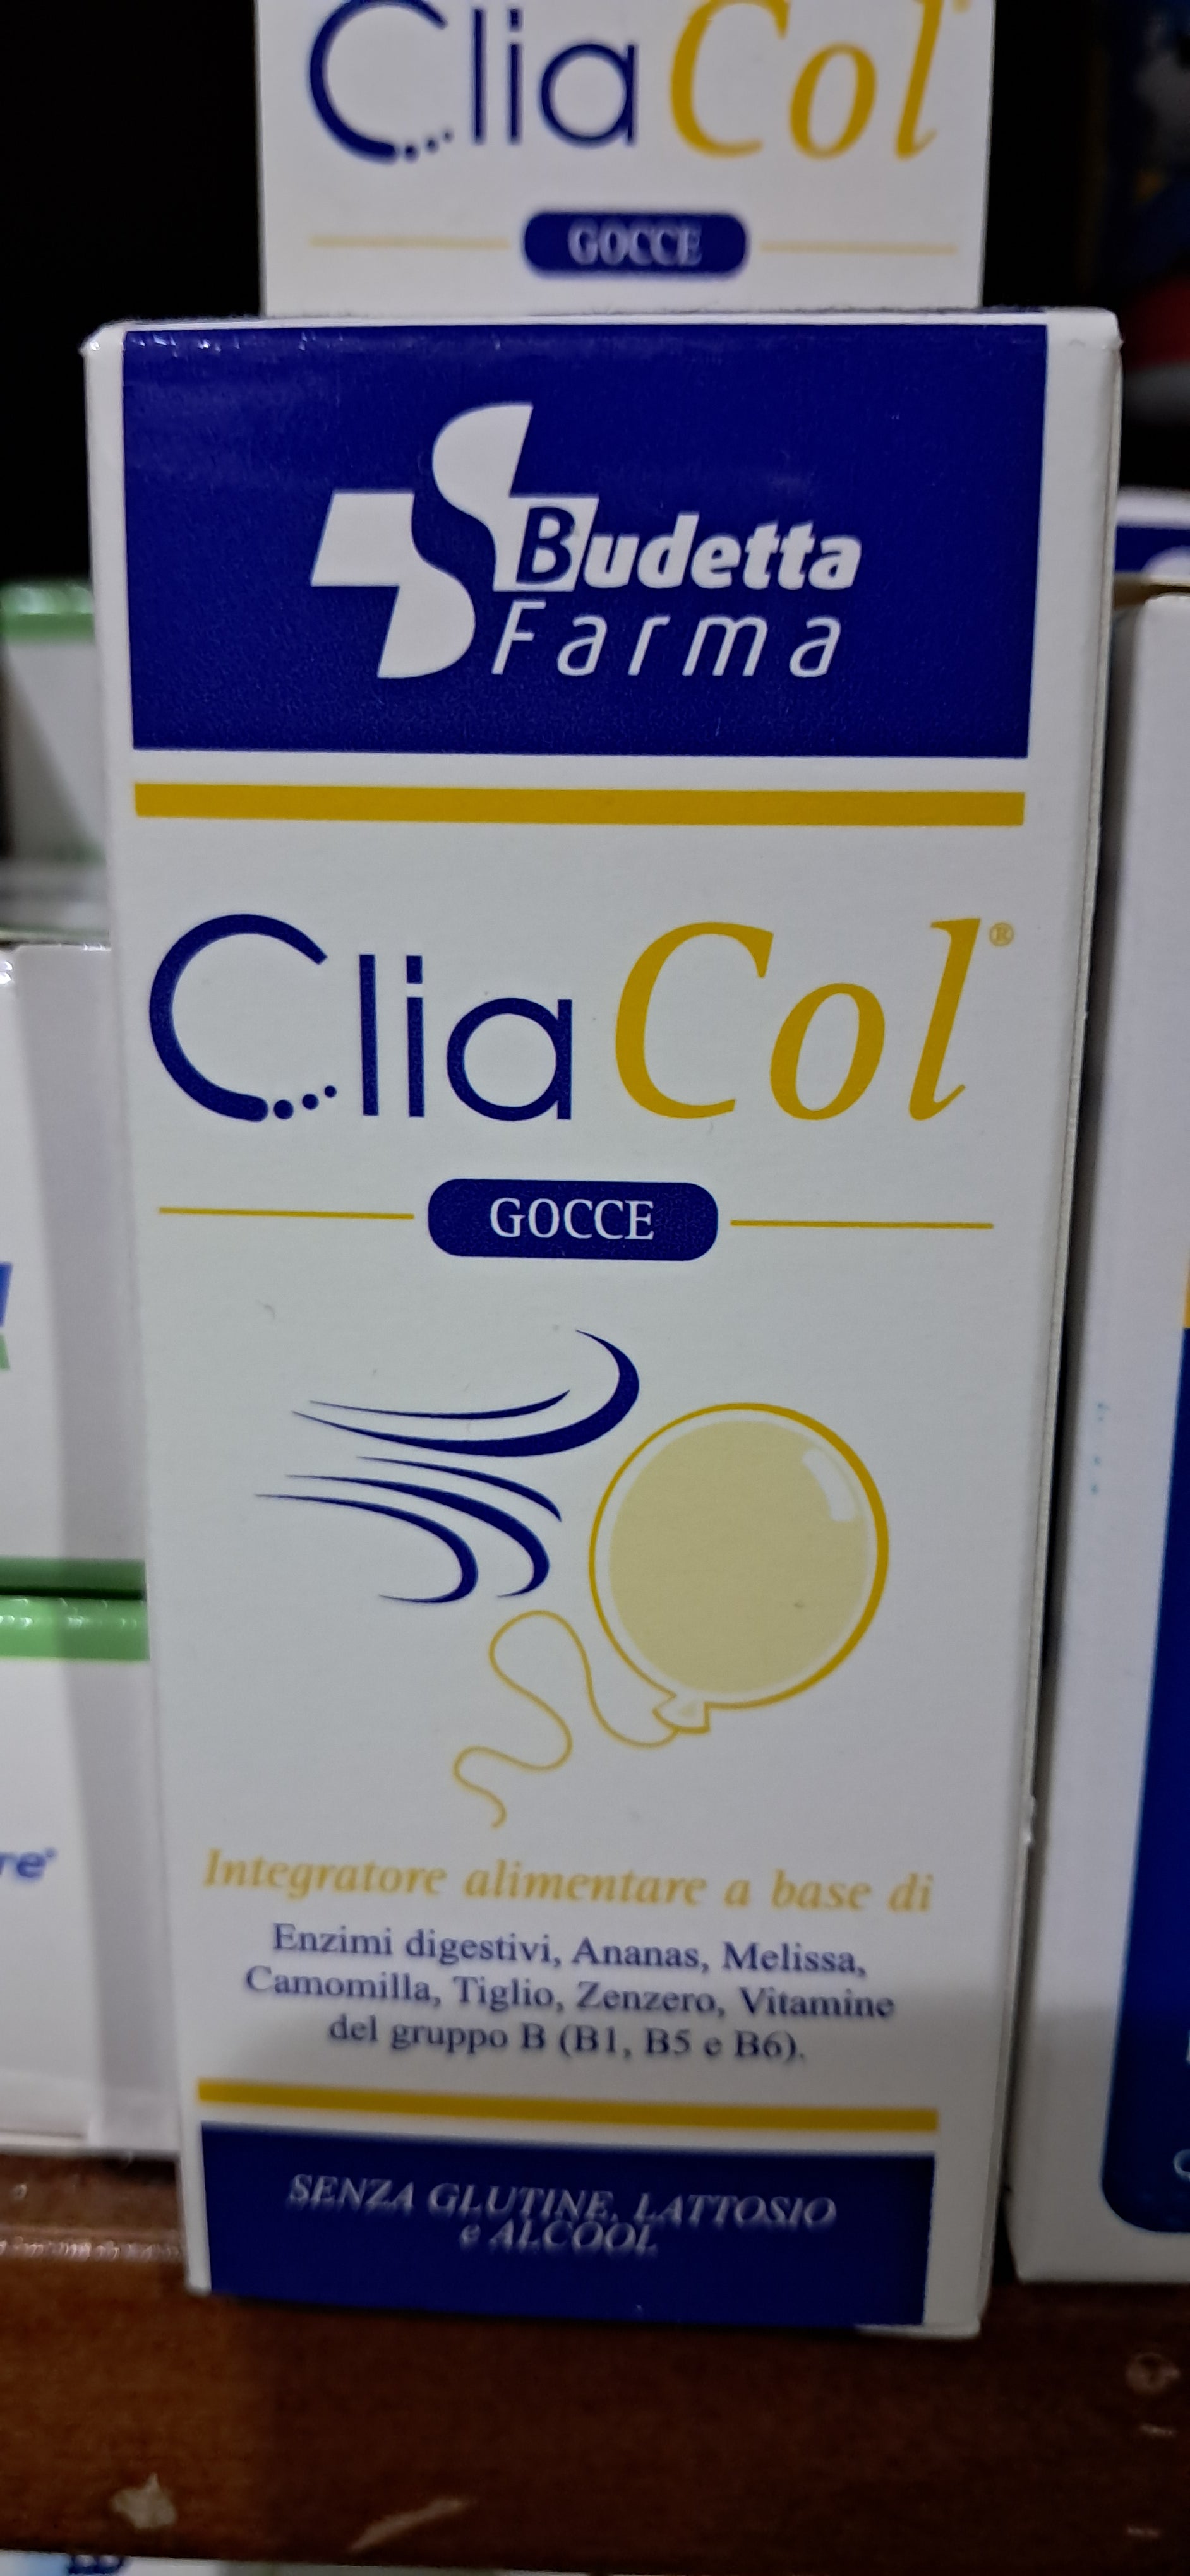 CliaCol
GOCCE
Budetta
Farma
CliaCol®
GOCCE
Integratore alimentare a base di
Enzimi digestivi, Ananas, Melissa,
Camomilla, Tiglio, Zenzero, Vitamine
del gruppo B (B1, B5 e B6).
SENZA GLUTINE, LATTOSIO
e ALCOOL
re®